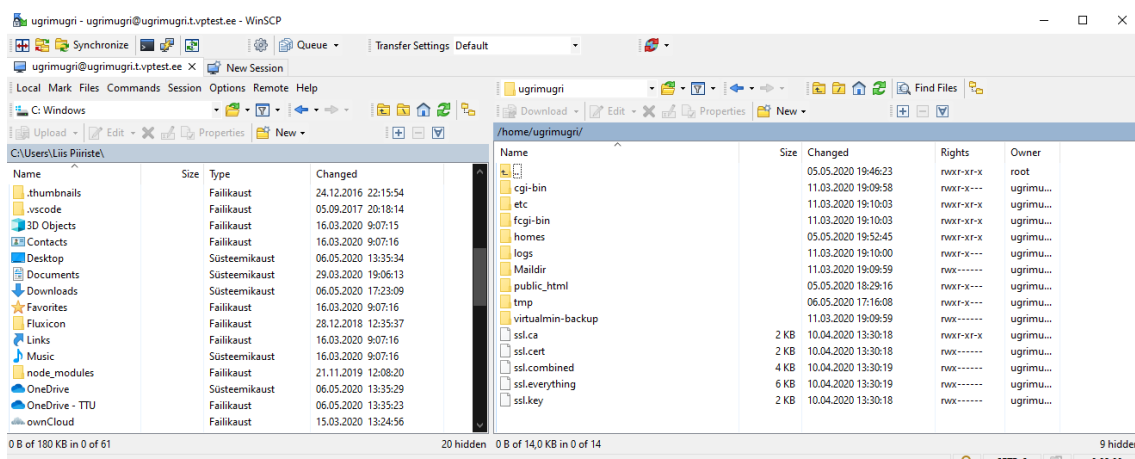 ugrimugri - ugrimugri@ugrimugri.t.vptest.ee - WinSCP
Synchronize Queue Transfer Settings Default
ugrimugri@ugrimugri.t.vptest.ee X New Session
Local Mark Files Commands Session Options Remote Help
C: Windows
Upload Edit Properties New
C:\Users\Liis Piiriste\
Name Size Type Changed
.thumbnails Failikaust 24.12.2016 22:15:54
.vscode Failikaust 05.09.2017 20:18:14
3D Objects Failikaust 16.03.2020 9:07:15
Contacts Failikaust 16.03.2020 9:07:16
Desktop Süsteemikaust 06.05.2020 13:35:34
Documents Süsteemikaust 29.03.2020 19:06:13
Downloads Süsteemikaust 06.05.2020 17:23:09
Favorites Failikaust 16.03.2020 9:07:16
Fluxicon Failikaust 28.12.2018 12:35:37
Links Failikaust 16.03.2020 9:07:16
Music Süsteemikaust 16.03.2020 9:07:16
node_modules Failikaust 21.11.2019 12:08:20
OneDrive Süsteemikaust 06.05.2020 13:35:29
OneDrive - TTU Failikaust 06.05.2020 13:35:23
ownCloud Failikaust 15.03.2020 13:24:56
0 B of 180 KB in 0 of 61 20 hidden
ugrimugri Find Files
Download Edit Properties New
/home/ugrimugri/
Name Size Changed Rights Owner
.. 05.05.2020 19:46:23 rwxr-xr-x root
cgi-bin 11.03.2020 19:09:58 rwxr-x--- ugrimu...
etc 11.03.2020 19:10:03 rwxr-xr-x ugrimu...
fcgi-bin 11.03.2020 19:10:03 rwxr-xr-x ugrimu...
homes 05.05.2020 19:52:45 rwxr-xr-x ugrimu...
logs 11.03.2020 19:10:00 rwxr-x--- ugrimu...
Maildir 11.03.2020 19:09:59 rwx------ ugrimu...
public_html 05.05.2020 18:29:16 rwxr-x--- ugrimu...
tmp 06.05.2020 17:16:08 rwxr-x--- ugrimu...
virtualmin-backup 11.03.2020 19:09:59 rwx------ ugrimu...
ssl.ca 2 KB 10.04.2020 13:30:18 rwxr-xr-x ugrimu...
ssl.cert 2 KB 10.04.2020 13:30:18 rwx------ ugrimu...
ssl.combined 4 KB 10.04.2020 13:30:19 rwx------ ugrimu...
ssl.everything 6 KB 10.04.2020 13:30:19 rwx------ ugrimu...
ssl.key 2 KB 10.04.2020 13:30:18 rwx------ ugrimu...
0 B of 14,0 KB in 0 of 14 9 hidden